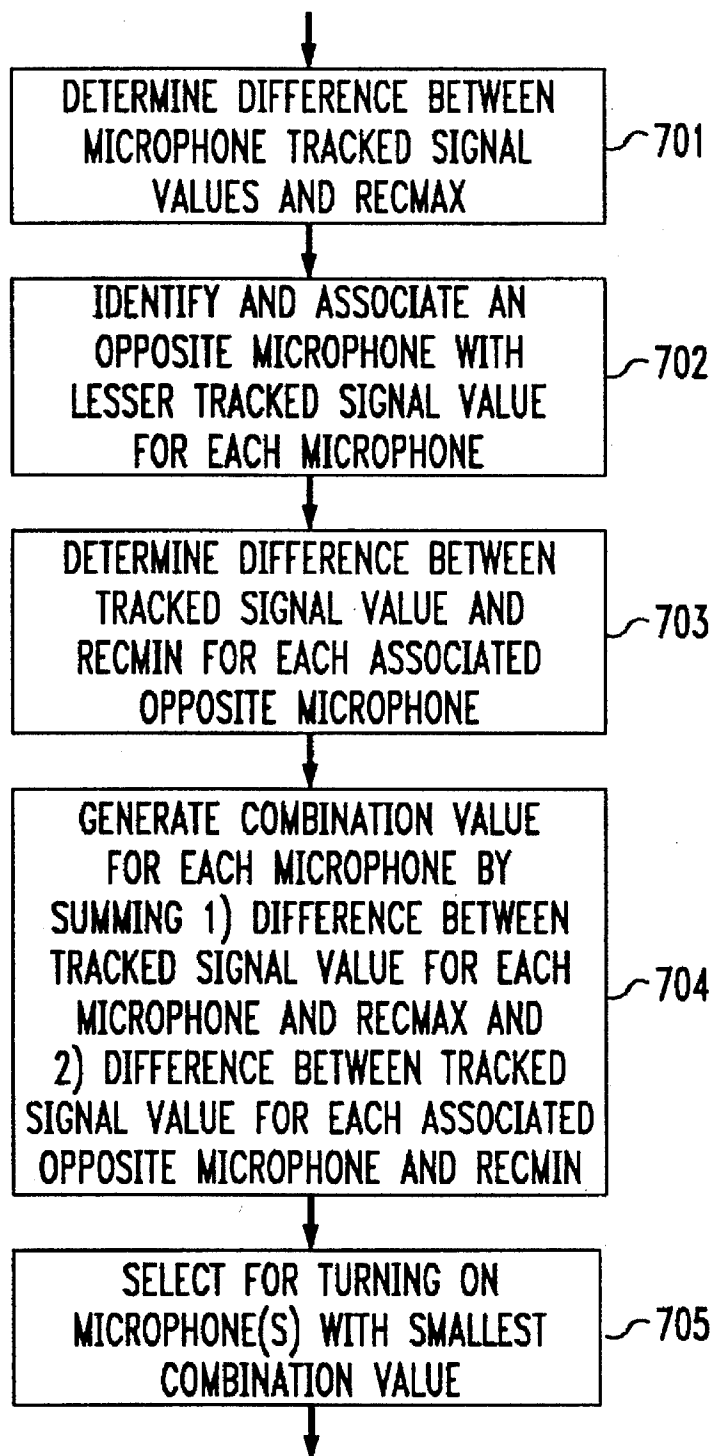 DETERMINE DIFFERENCE BETWEEN
MICROPHONE TRACKED SIGNAL
VALUES AND RECMAX
701
IDENTIFY AND ASSOCIATE AN
OPPOSITE MICROPHONE WITH
LESSER TRACKED SIGNAL VALUE
FOR EACH MICROPHONE
702
DETERMINE DIFFERENCE BETWEEN
TRACKED SIGNAL VALUE AND
RECMIN FOR EACH ASSOCIATED
OPPOSITE MICROPHONE
703
GENERATE COMBINATION VALUE
FOR EACH MICROPHONE BY
SUMMING 1) DIFFERENCE BETWEEN
TRACKED SIGNAL VALUE FOR EACH
MICROPHONE AND RECMAX AND
2) DIFFERENCE BETWEEN TRACKED
SIGNAL VALUE FOR EACH ASSOCIATED
OPPOSITE MICROPHONE AND RECMIN
704
SELECT FOR TURNING ON
MICROPHONE(S) WITH SMALLEST
COMBINATION VALUE
705